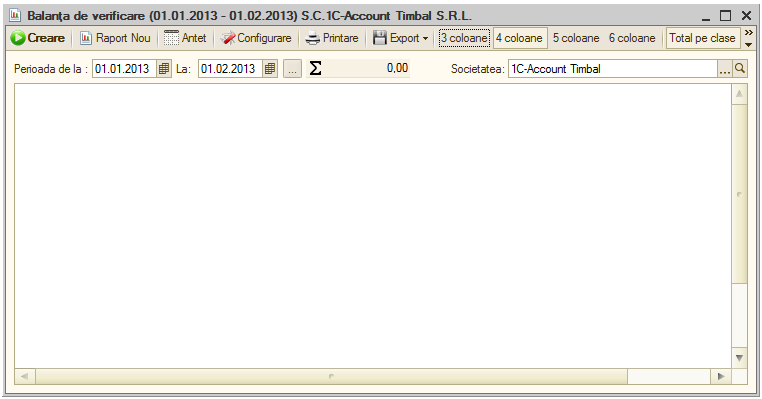 Balanţa de verificare (01.01.2013 - 01.02.2013) S.C.1C-Account Timbal S.R.L.
Creare Raport Nou Antet Configurare Printare Export 3 coloane 4 coloane 5 coloane 6 coloane Total pe clase
Perioada de la : 01.01.2013 La: 01.02.2013 ... Σ 0,00 Societatea: 1C-Account Timbal ...